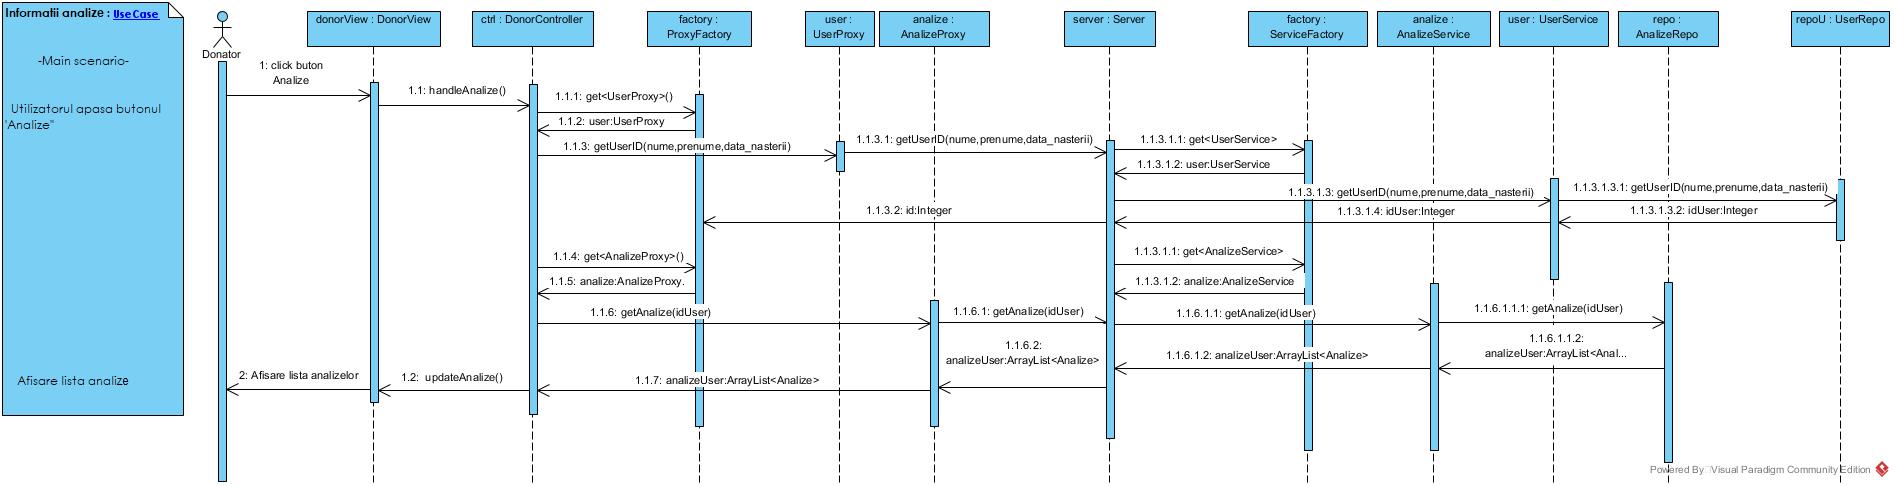 Informatii analize : UseCase
-Main scenario-
Utilizatorul apasa butonul
"Analize"
Afisare lista analize
Donator
donorView : DonorView
ctrl : DonorController
factory :
ProxyFactory
user :
UserProxy
analize :
AnalizeProxy
server : Server
factory :
ServiceFactory
analize :
AnalizeService
user : UserService
repo :
AnalizeRepo
repoU : UserRepo
1: click buton
Analize
1.1: handleAnalize()
1.1.1: get<UserProxy>()
1.1.2: user:UserProxy
1.1.3: getUserID(nume,prenume,data_nasterii)
1.1.3.1: getUserID(nume,prenume,data_nasterii)
1.1.3.1.1: get<UserService>
1.1.3.1.2: user:UserService
1.1.3.1.3: getUserID(nume,prenume,data_nasterii)
1.1.3.1.3.1: getUserID(nume,prenume,data_nasterii)
1.1.3.2: id:Integer
1.1.3.1.4: idUser:Integer
1.1.3.1.3.2: idUser:Integer
1.1.4: get<AnalizeProxy>()
1.1.3.1.1: get<AnalizeService>
1.1.5: analize:AnalizeProxy.
1.1.3.1.2: analize:AnalizeService
1.1.6: getAnalize(idUser)
1.1.6.1: getAnalize(idUser)
1.1.6.1.1: getAnalize(idUser)
1.1.6.1.1.1: getAnalize(idUser)
1.1.6.2:
analizeUser:ArrayList<Analize>
1.1.6.1.2: analizeUser:ArrayList<Analize>
1.1.6.1.1.2:
analizeUser:ArrayList<Anal...
2: Afisare lista analizelor
1.2: updateAnalize()
1.1.7: analizeUser:ArrayList<Analize>
Powered By Visual Paradigm Community Edition